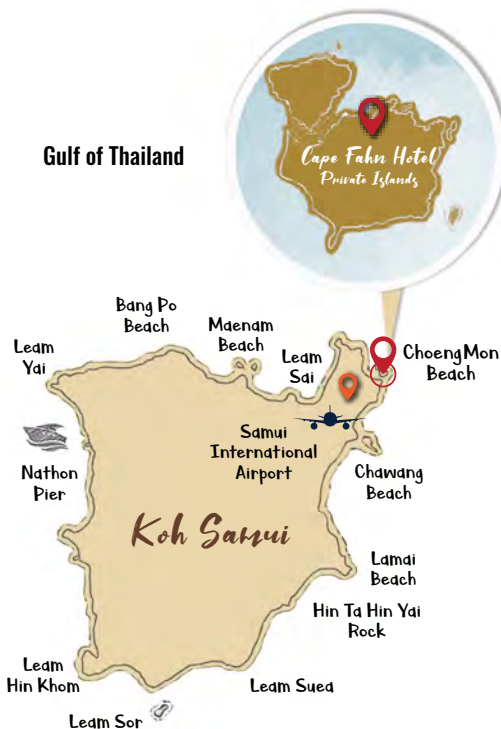 Gulf of Thailand
Cape Fahn Hotel
Private Islands
Bang Po
Beach
Maenam
Beach
Leam
Yai
Leam
Sai
ChoengMon
Beach
Samui
International
Airport
Nathon
Pier
Chawang
Beach
Koh Samui
Lamai
Beach
Hin Ta Hin Yai
Rock
Leam
Hin Khom
Leam Suea
Leam Sor